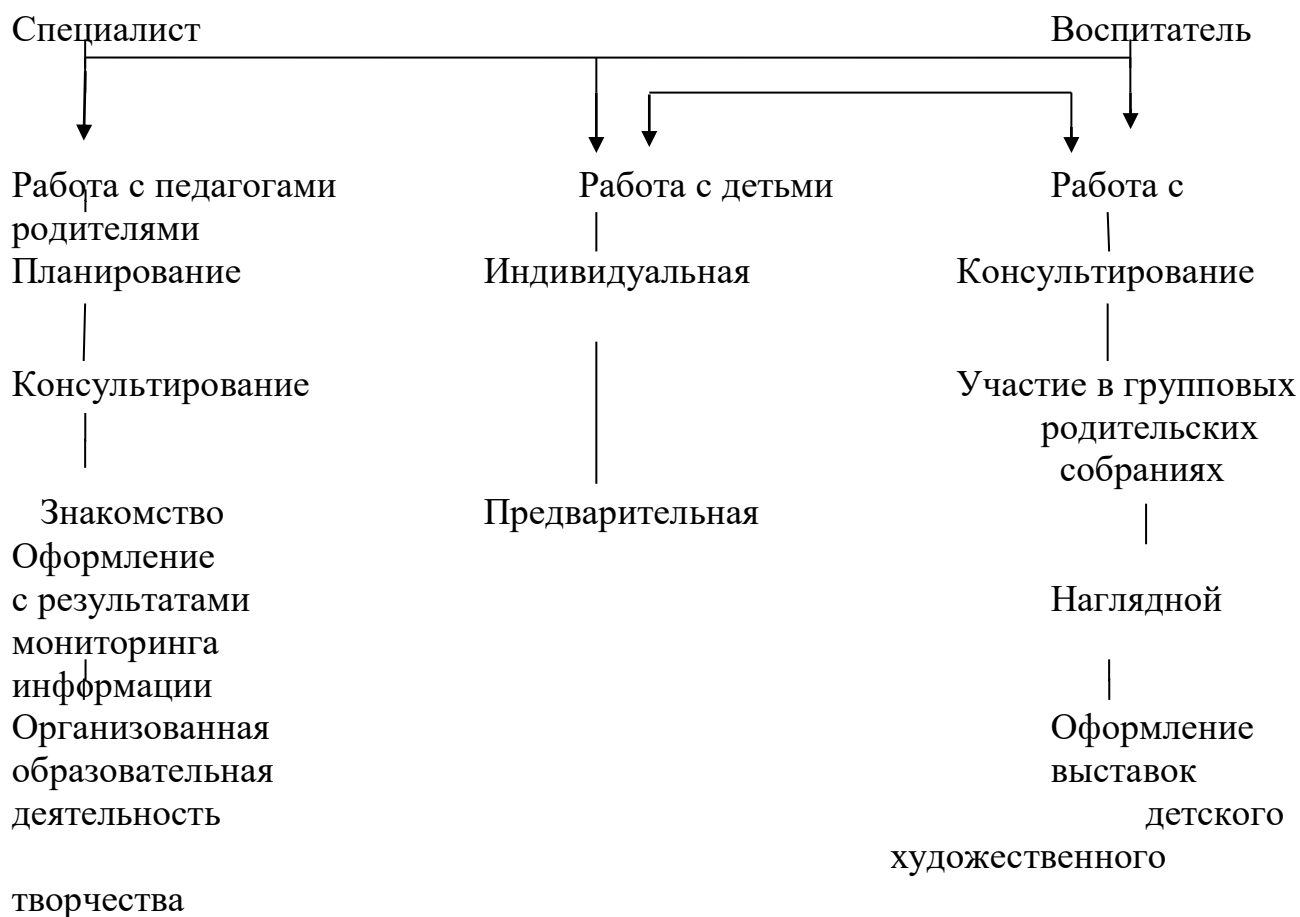 Специалист Воспитатель
Работа с педагогами Работа с детьми Работа с
родителями
Планирование Индивидуальная Консультирование
Консультирование Участие в групповых
родительских
собраниях
Знакомство Предварительная
Оформление
с результатами Наглядной
мониторинга
информации
Организованная Оформление
образовательная выставок
деятельность детского
художественного
творчества